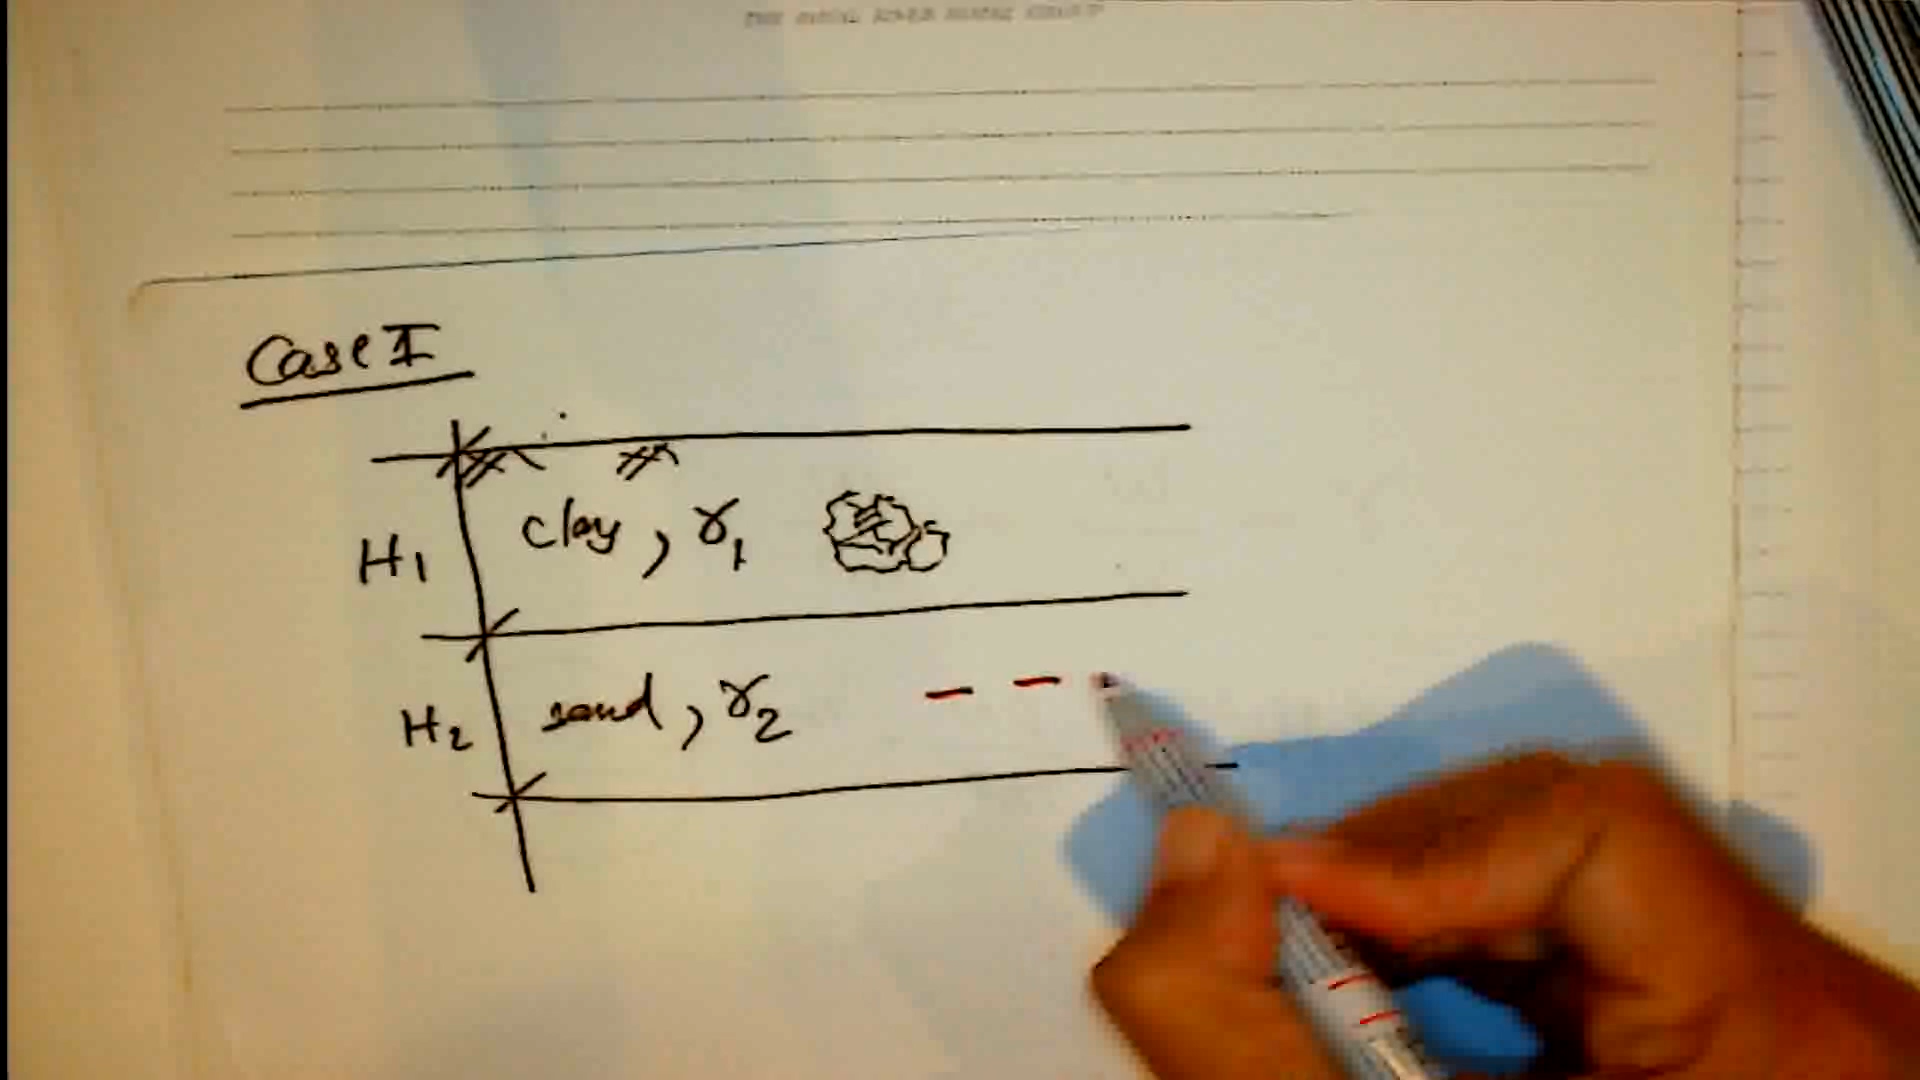 Case I
H1 clay, γ1
H2 sand, γ2